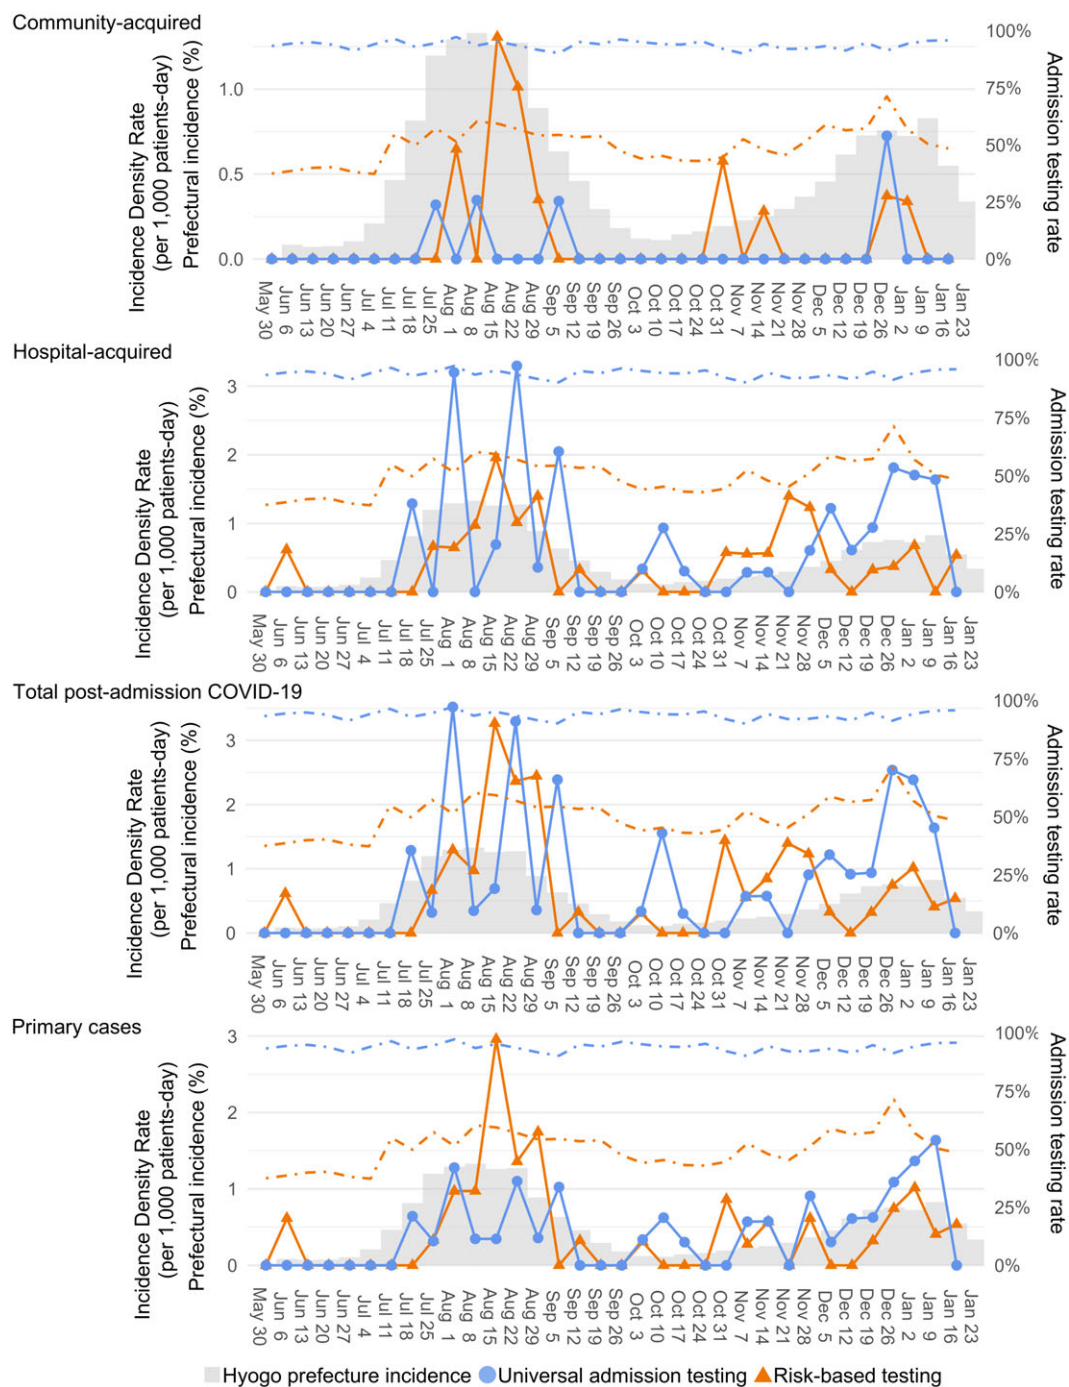 Community-acquired
Incidence Density Rate
(per 1,000 patients-day)
Prefectural incidence (%)
1.0
0.5
0.0
100%
75%
50%
25%
0%
Admission testing rate
May 30
Jun 6
Jun 13
Jun 20
Jun 27
Jul 4
Jul 11
Jul 18
Jul 25
Aug 1
Aug 8
Aug 15
Aug 22
Aug 29
Sep 5
Sep 12
Sep 19
Sep 26
Oct 3
Oct 10
Oct 17
Oct 24
Oct 31
Nov 7
Nov 14
Nov 21
Nov 28
Dec 5
Dec 12
Dec 19
Dec 26
Jan 2
Jan 9
Jan 16
Jan 23
Hospital-acquired
Incidence Density Rate
(per 1,000 patients-day)
Prefectural incidence (%)
3
2
1
0
100%
75%
50%
25%
0%
Admission testing rate
May 30
Jun 6
Jun 13
Jun 20
Jun 27
Jul 4
Jul 11
Jul 18
Jul 25
Aug 1
Aug 8
Aug 15
Aug 22
Aug 29
Sep 5
Sep 12
Sep 19
Sep 26
Oct 3
Oct 10
Oct 17
Oct 24
Oct 31
Nov 7
Nov 14
Nov 21
Nov 28
Dec 5
Dec 12
Dec 19
Dec 26
Jan 2
Jan 9
Jan 16
Jan 23
Total post-admission COVID-19
Incidence Density Rate
(per 1,000 patients-day)
Prefectural incidence (%)
3
2
1
0
100%
75%
50%
25%
0%
Admission testing rate
May 30
Jun 6
Jun 13
Jun 20
Jun 27
Jul 4
Jul 11
Jul 18
Jul 25
Aug 1
Aug 8
Aug 15
Aug 22
Aug 29
Sep 5
Sep 12
Sep 19
Sep 26
Oct 3
Oct 10
Oct 17
Oct 24
Oct 31
Nov 7
Nov 14
Nov 21
Nov 28
Dec 5
Dec 12
Dec 19
Dec 26
Jan 2
Jan 9
Jan 16
Jan 23
Primary cases
Incidence Density Rate
(per 1,000 patients-day)
Prefectural incidence (%)
3
2
1
0
100%
75%
50%
25%
0%
Admission testing rate
May 30
Jun 6
Jun 13
Jun 20
Jun 27
Jul 4
Jul 11
Jul 18
Jul 25
Aug 1
Aug 8
Aug 15
Aug 22
Aug 29
Sep 5
Sep 12
Sep 19
Sep 26
Oct 3
Oct 10
Oct 17
Oct 24
Oct 31
Nov 7
Nov 14
Nov 21
Nov 28
Dec 5
Dec 12
Dec 19
Dec 26
Jan 2
Jan 9
Jan 16
Jan 23
Hyogo prefecture incidence Universal admission testing Risk-based testing